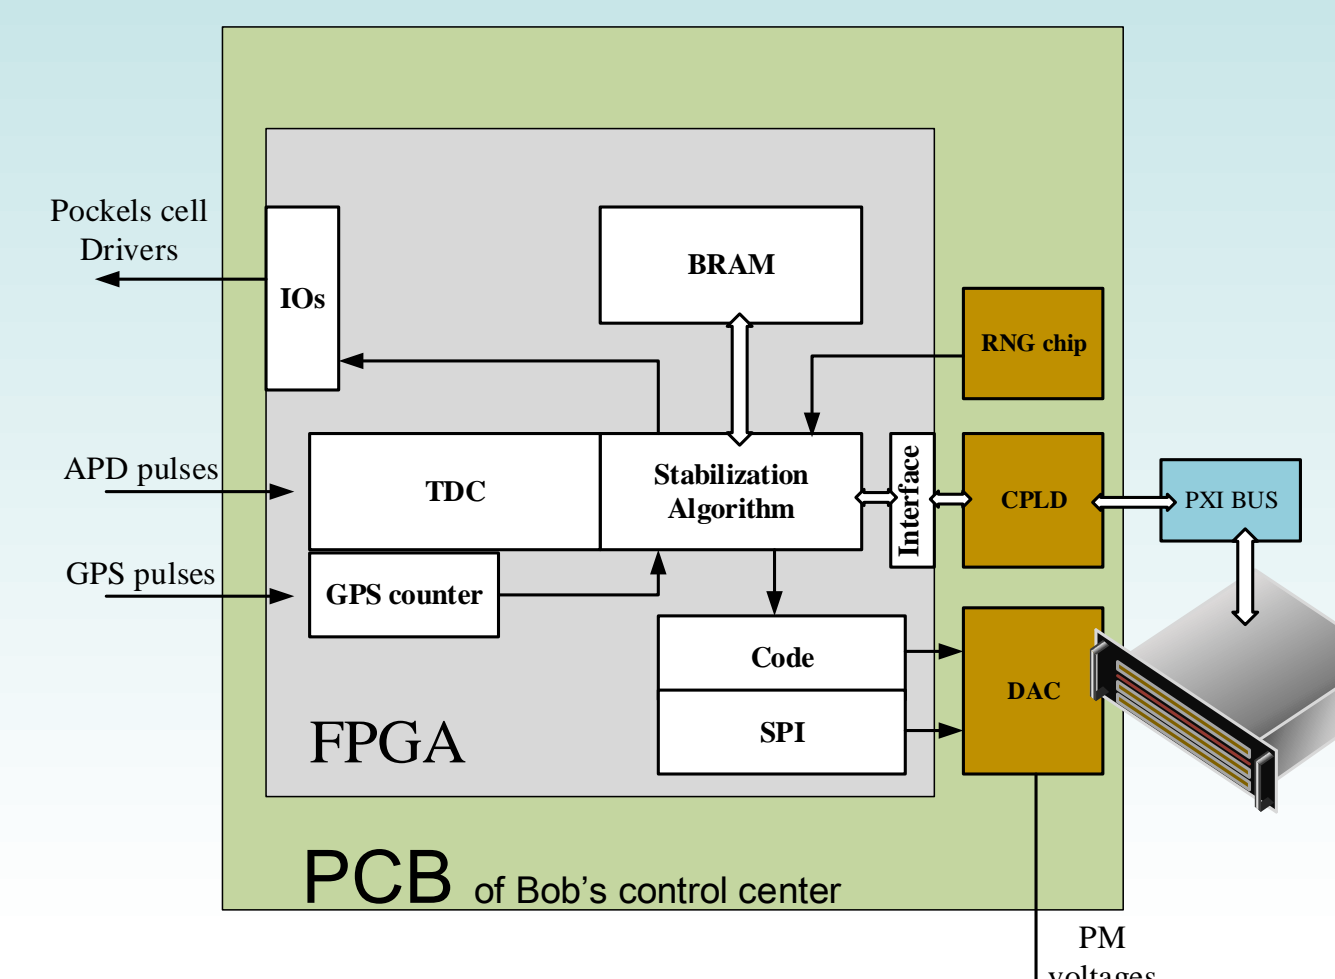 Pockels cell
Drivers
IOs
BRAM
RNG chip
APD pulses
TDC
Stabilization
Algorithm
Interface
CPLD
PXI BUS
GPS pulses
GPS counter
Code
SPI
DAC
FPGA
PCB of Bob's control center
PM
voltages